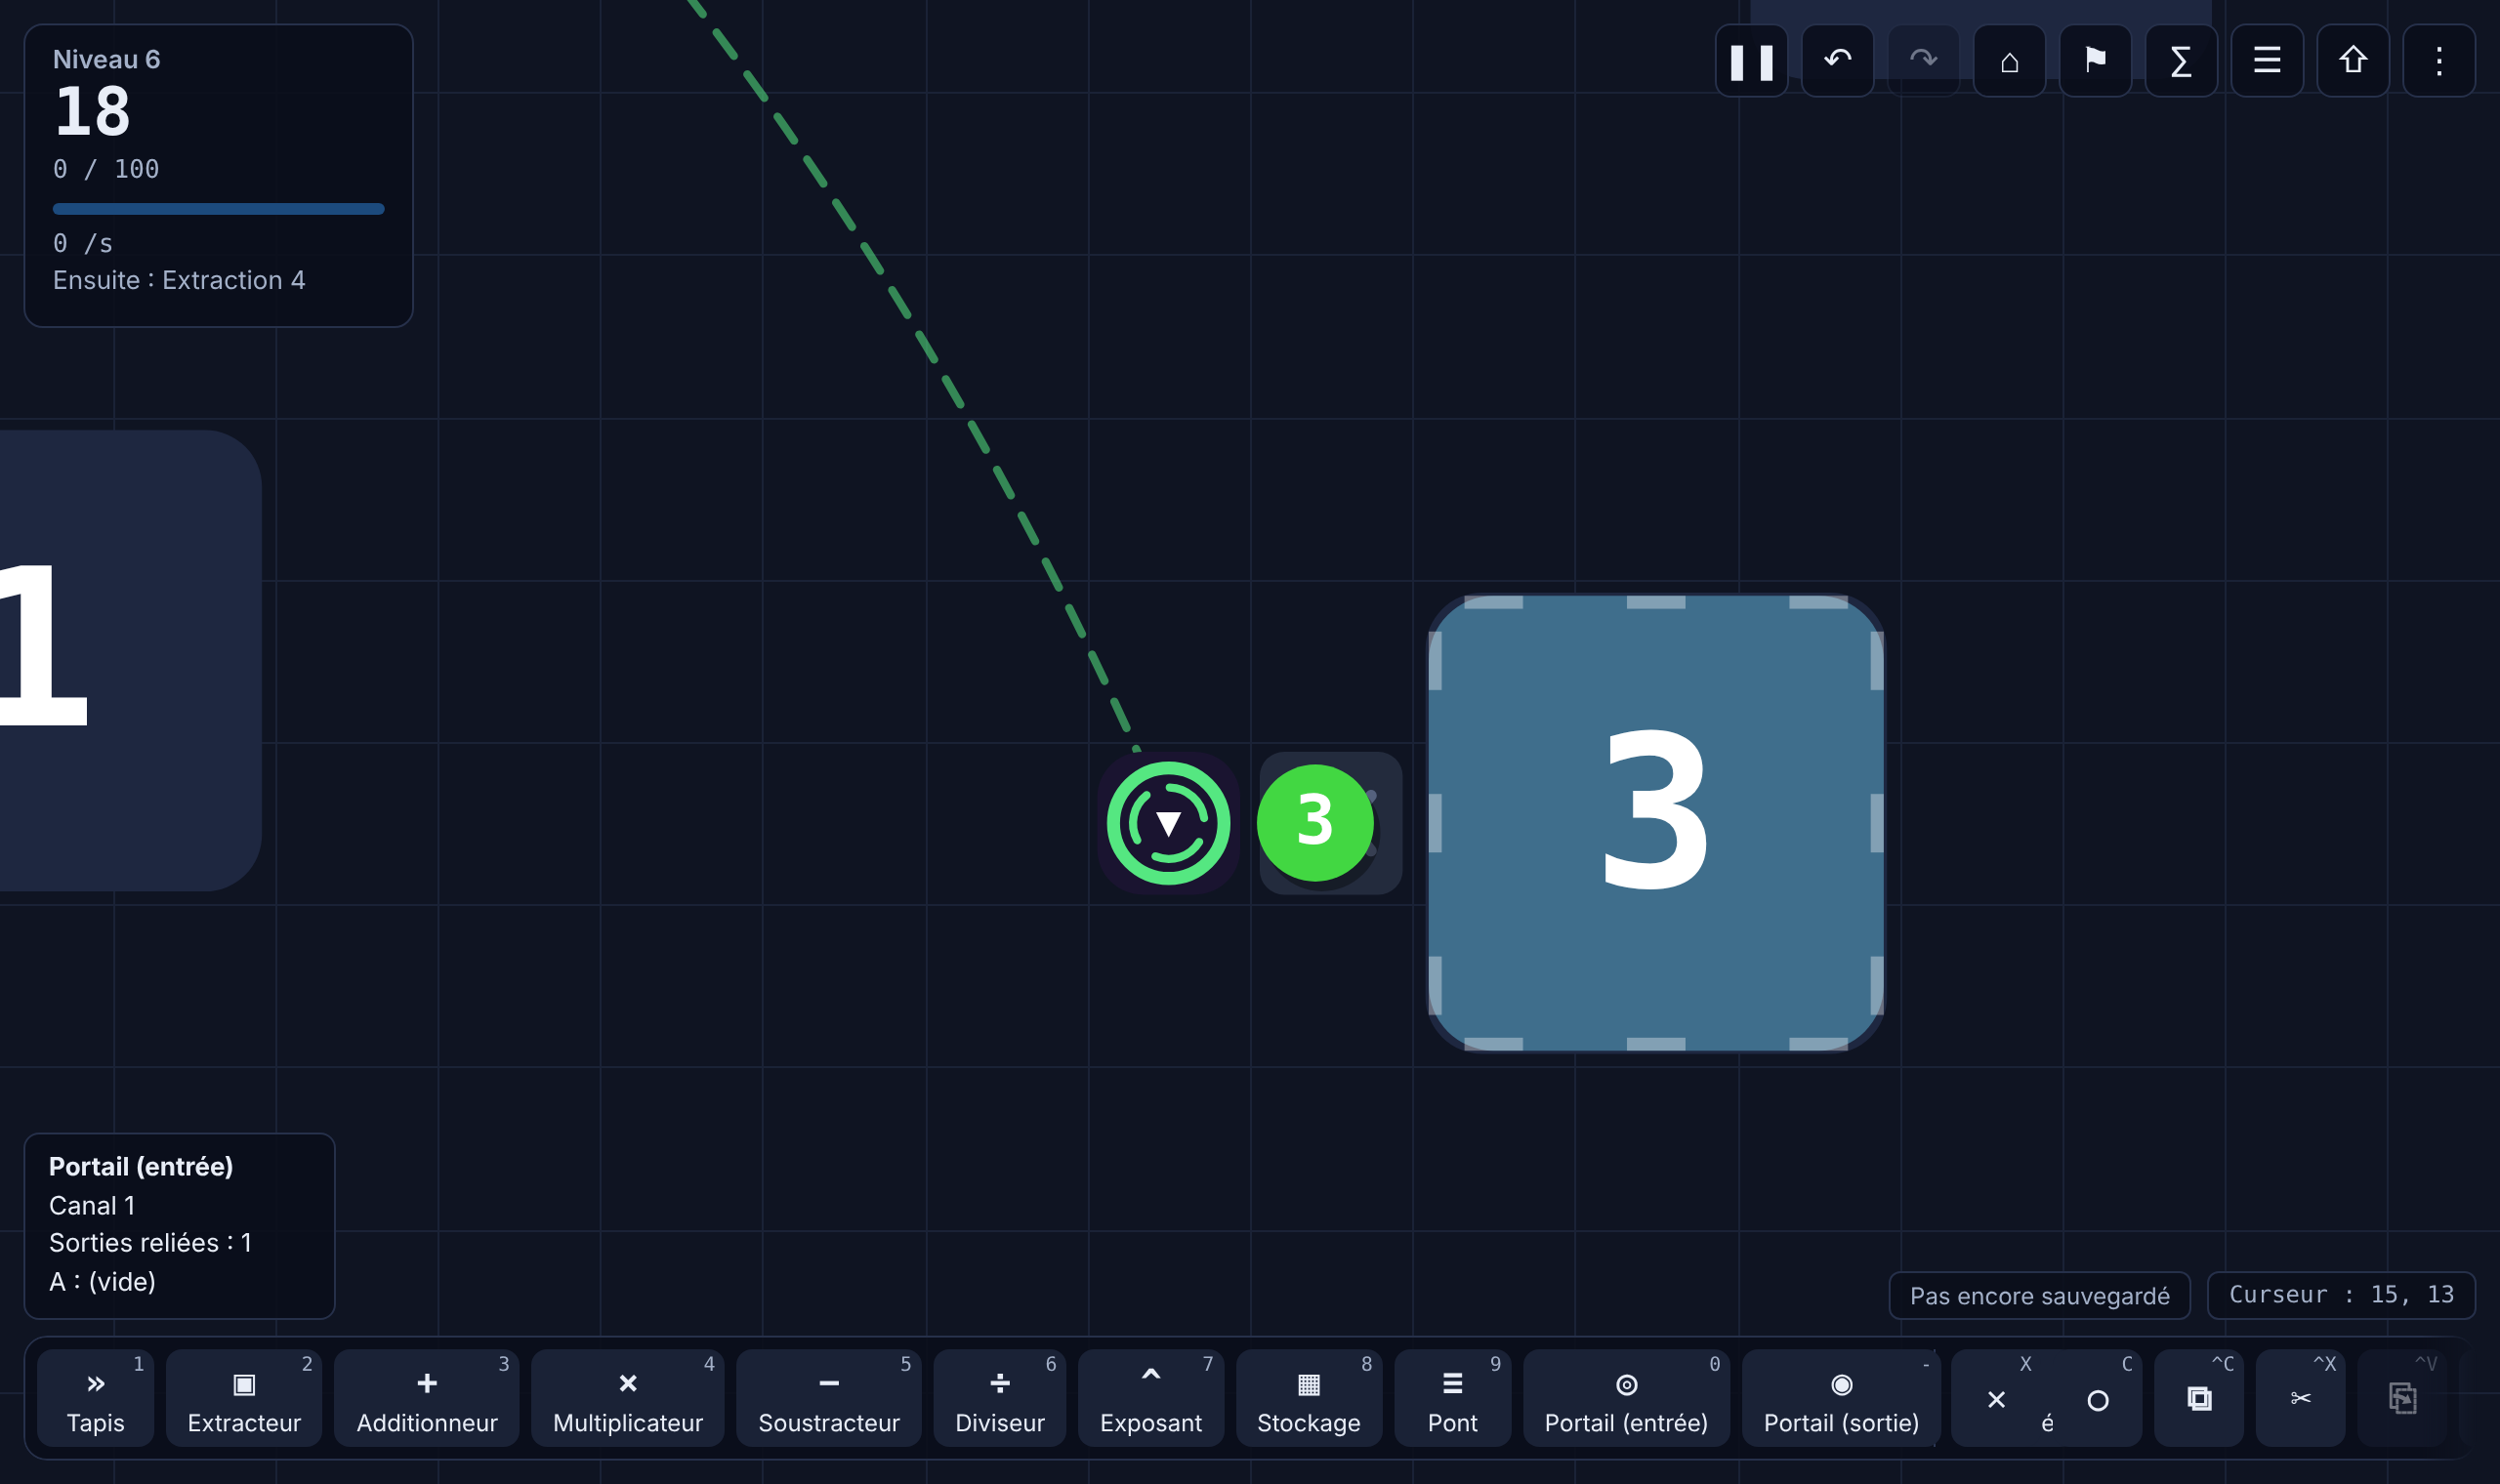 Niveau 6
18
0 / 100
0 /s
Ensuite : Extraction 4
1
3
3
Portail (entrée)
Canal 1
Sorties reliées : 1
A : (vide)
Pas encore sauvegardé
Curseur : 15, 13
1 Tapis
2 Extracteur
3 Additionneur
4 Multiplicateur
5 Soustracteur
6 Diviseur
7 Exposant
8 Stockage
9 Pont
0 Portail (entrée)
- Portail (sortie)
X
é
C
^C
^X
^V